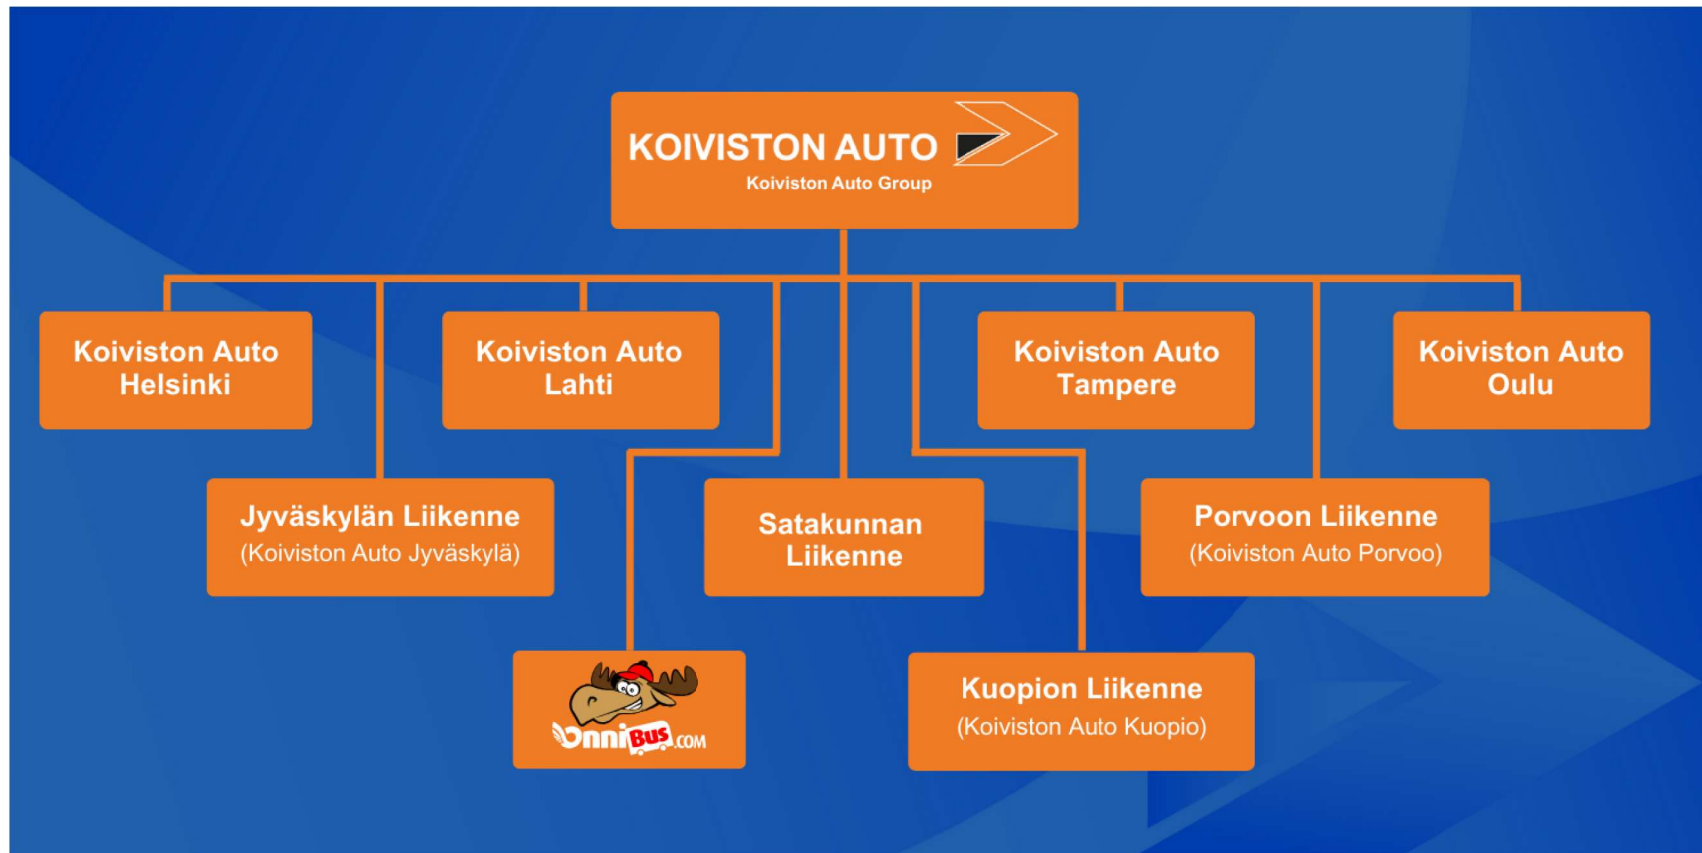 KOIVISTON AUTO
Koiviston Auto Group
Koiviston Auto
Helsinki
Koiviston Auto
Lahti
Koiviston Auto
Tampere
Koiviston Auto
Oulu
Jyväskylän Liikenne
(Koiviston Auto Jyväskylä)
Satakunnan
Liikenne
Porvoon Liikenne
(Koiviston Auto Porvoo)
OnniBus.COM
Kuopion Liikenne
(Koiviston Auto Kuopio)